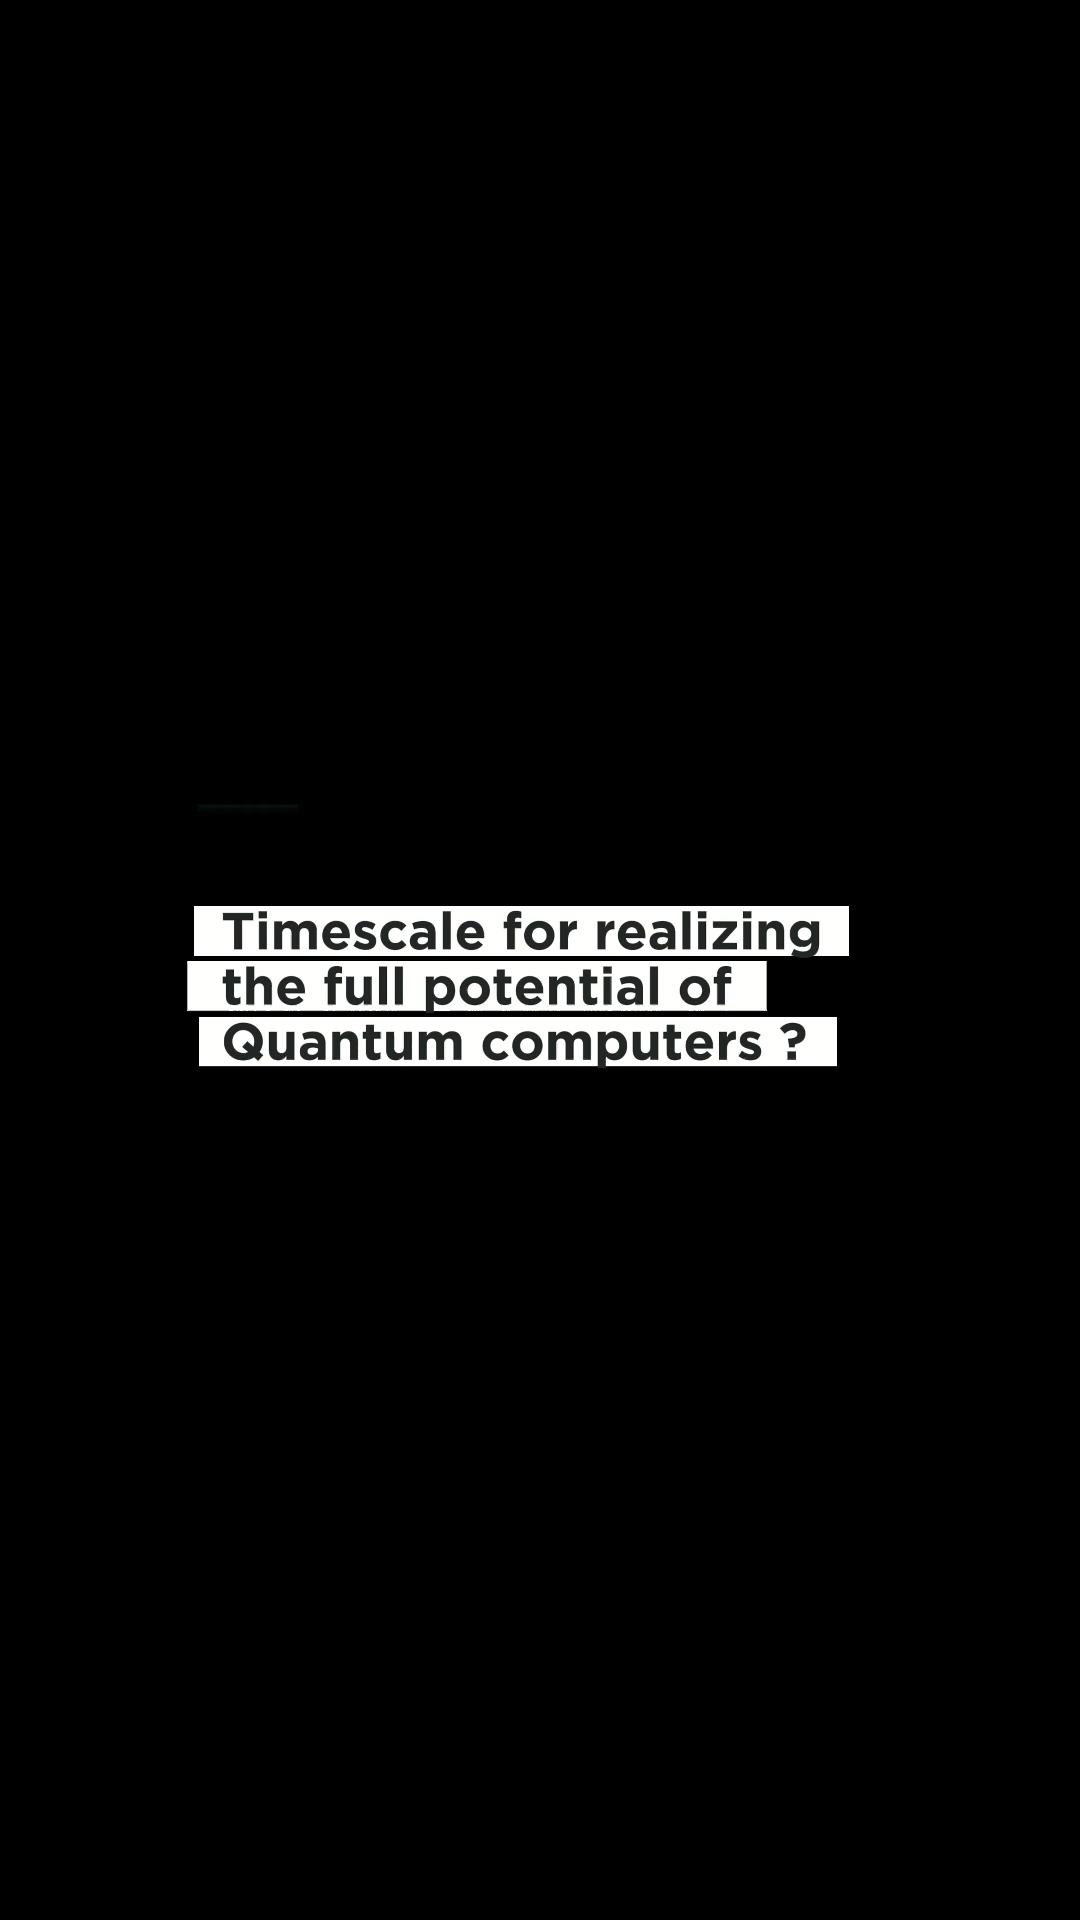 Timescale for realizing
the full potential of
Quantum computers ?